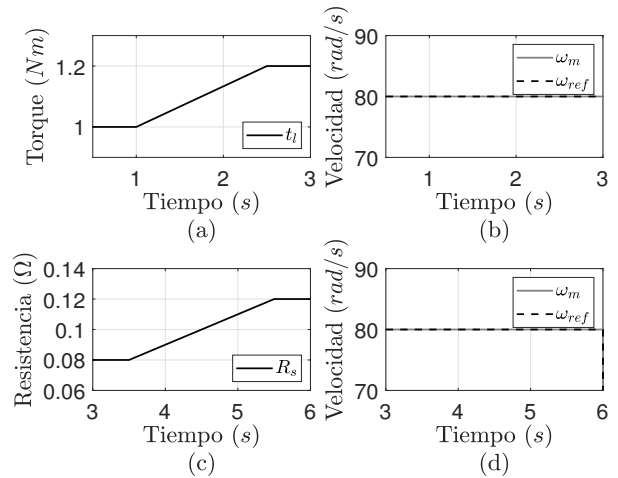 Torque (Nm)
1.2
1
t_l
1 2 3
Tiempo (s)
(a)
Velocidad (rad/s)
90
80
70
ω_m
ω_ref
1 2 3
Tiempo (s)
(b)
Resistencia (Ω)
0.14
0.12
0.1
0.08
0.06
R_s
3 4 5 6
Tiempo (s)
(c)
Velocidad (rad/s)
90
80
70
ω_m
ω_ref
3 4 5 6
Tiempo (s)
(d)